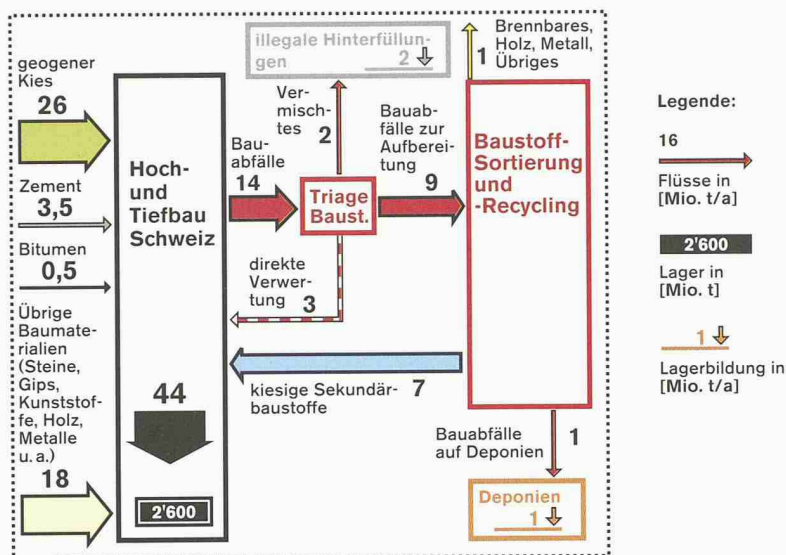 geogener
Kies
26
Zement
3,5
Bitumen
0,5
Übrige
Baumate-
rialien
(Steine,
Gips,
Kunststof-
fe, Holz,
Metalle
u. a.)
18
Hoch-
und
Tiefbau
Schweiz
44
2'600
illegale Hinterfüllun-
gen
2
Ver-
misch-
tes
2
Bau-
abfälle
14
Triage
Baust.
Bauab-
fälle zur
Aufberei-
tung
9
direkte
Verwer-
tung
3
kiesige Sekundär-
baustoffe
7
1
Brennbares,
Holz, Metall,
Übriges
Baustoff-
Sortierung
und
-Recycling
Bauabfälle
auf Deponien
1
Deponien
1
Legende:
16
Flüsse in
[Mio. t/a]
2'600
Lager in
[Mio. t]
1
Lagerbildung in
[Mio. t/a]